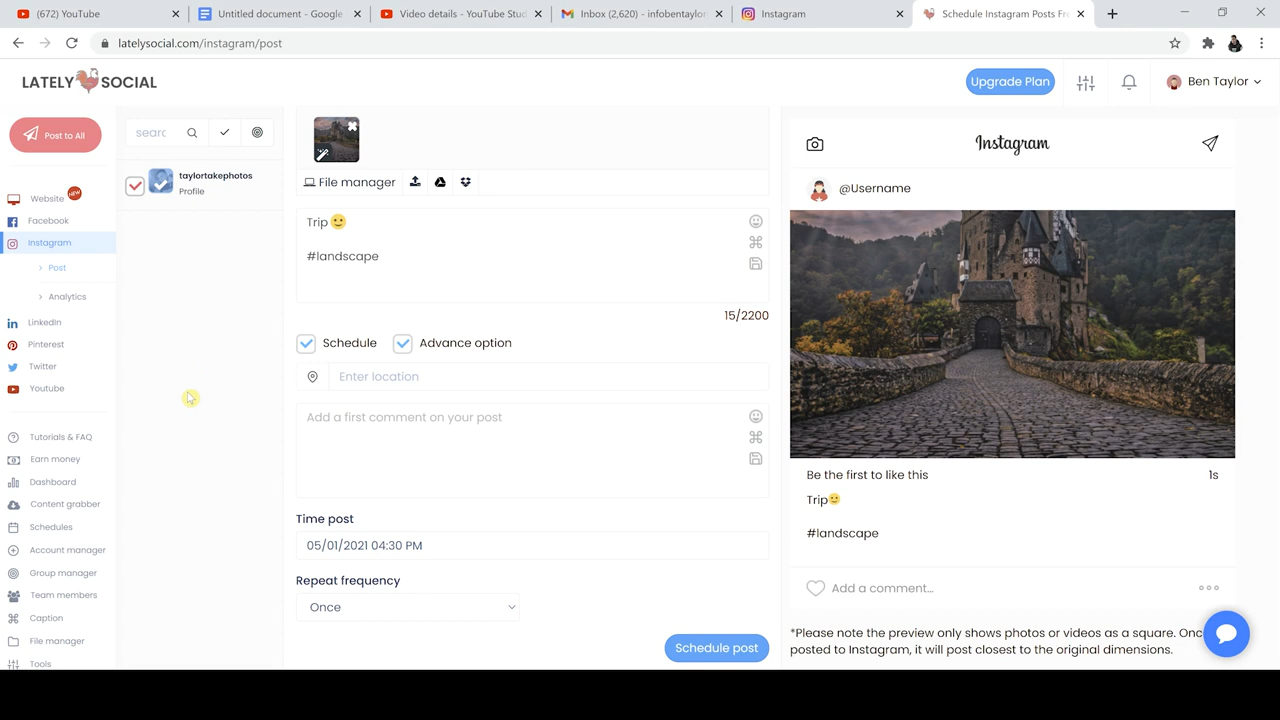 (672) YouTube
Untitled document - Google
Video details - YouTube Stud
Inbox (2,620) - infobentaylor
Instagram
Schedule Instagram Posts Fr
latelysocial.com/instagram/post
LATELY SOCIAL
Upgrade Plan
Ben Taylor
Post to All
Website
NEW
Facebook
Instagram
Post
Analytics
LinkedIn
Pinterest
Twitter
Youtube
Tutorials & FAQ
Earn money
Dashboard
Content grabber
Schedules
Account manager
Group manager
Team members
Caption
File manager
Tools
searc
taylortakephotos
Profile
File manager
Trip🙂
#landscape
15/2200
Schedule
Advance option
Enter location
Add a first comment on your post
Time post
05/01/2021 04:30 PM
Repeat frequency
Once
Schedule post
Instagram
@Username
Be the first to like this
1s
Trip🙂
#landscape
Add a comment...
*Please note the preview only shows photos or videos as a square. Once
posted to Instagram, it will post closest to the original dimensions.